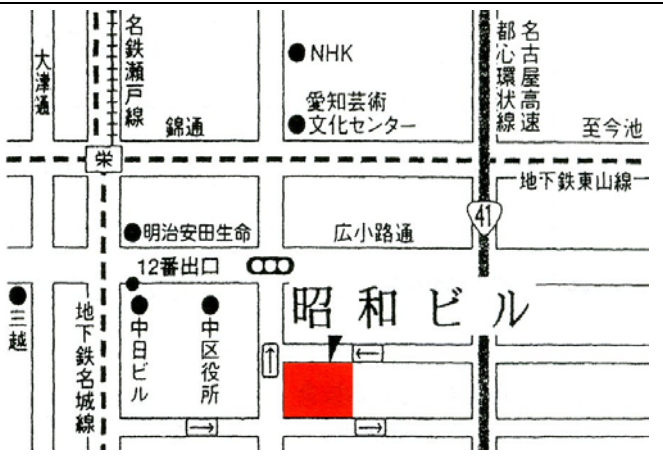 大津通
名鉄瀬戸線
NHK
愛知芸術
文化センター
名古屋高速
都心環状線
錦通
至今池
栄
地下鉄東山線
41
明治安田生命
広小路通
12番出口
三越
地下鉄名城線
中日ビル
中区役所
昭和ビル